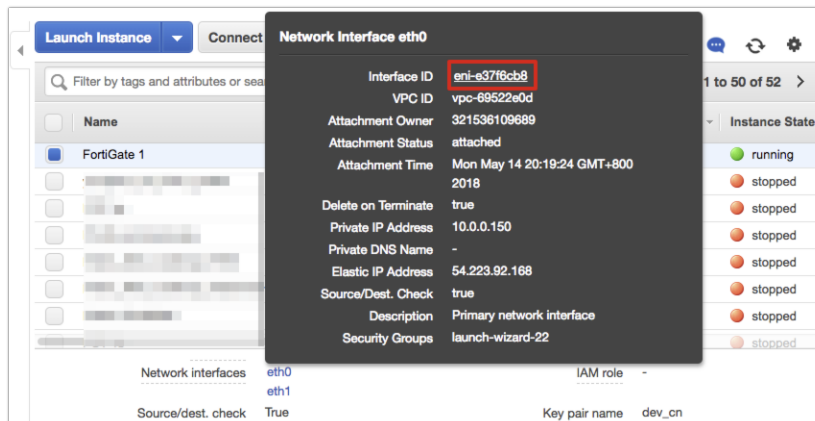 Launch Instance
Connect
Filter by tags and attributes or sea
1 to 50 of 52
Name
Instance State
FortiGate 1
running
stopped
stopped
stopped
stopped
stopped
stopped
stopped
Network Interface eth0
Interface ID eni-e37f6cb8
VPC ID vpc-69522e0d
Attachment Owner 321536109689
Attachment Status attached
Attachment Time Mon May 14 20:19:24 GMT+800
2018
Delete on Terminate true
Private IP Address 10.0.0.150
Private DNS Name -
Elastic IP Address 54.223.92.168
Source/Dest. Check true
Description Primary network interface
Security Groups launch-wizard-22
Network interfaces eth0
eth1
IAM role -
Source/dest. check True
Key pair name dev_cn